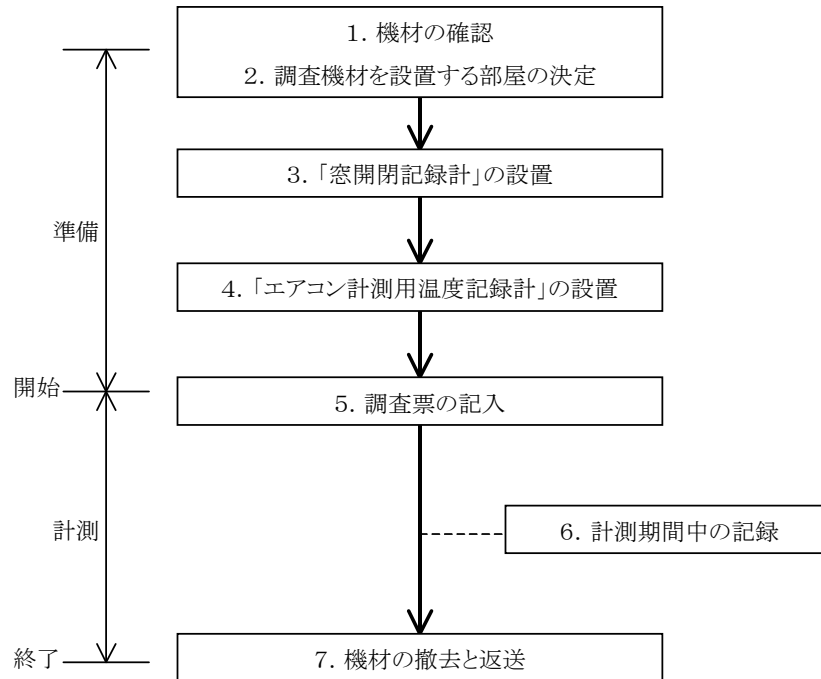 1. 機材の確認
2. 調査機材を設置する部屋の決定
3. 「窓開閉記録計」の設置
準備
4. 「エアコン計測用温度記録計」の設置
開始
5. 調査票の記入
計測
6. 計測期間中の記録
終了
7. 機材の撤去と返送